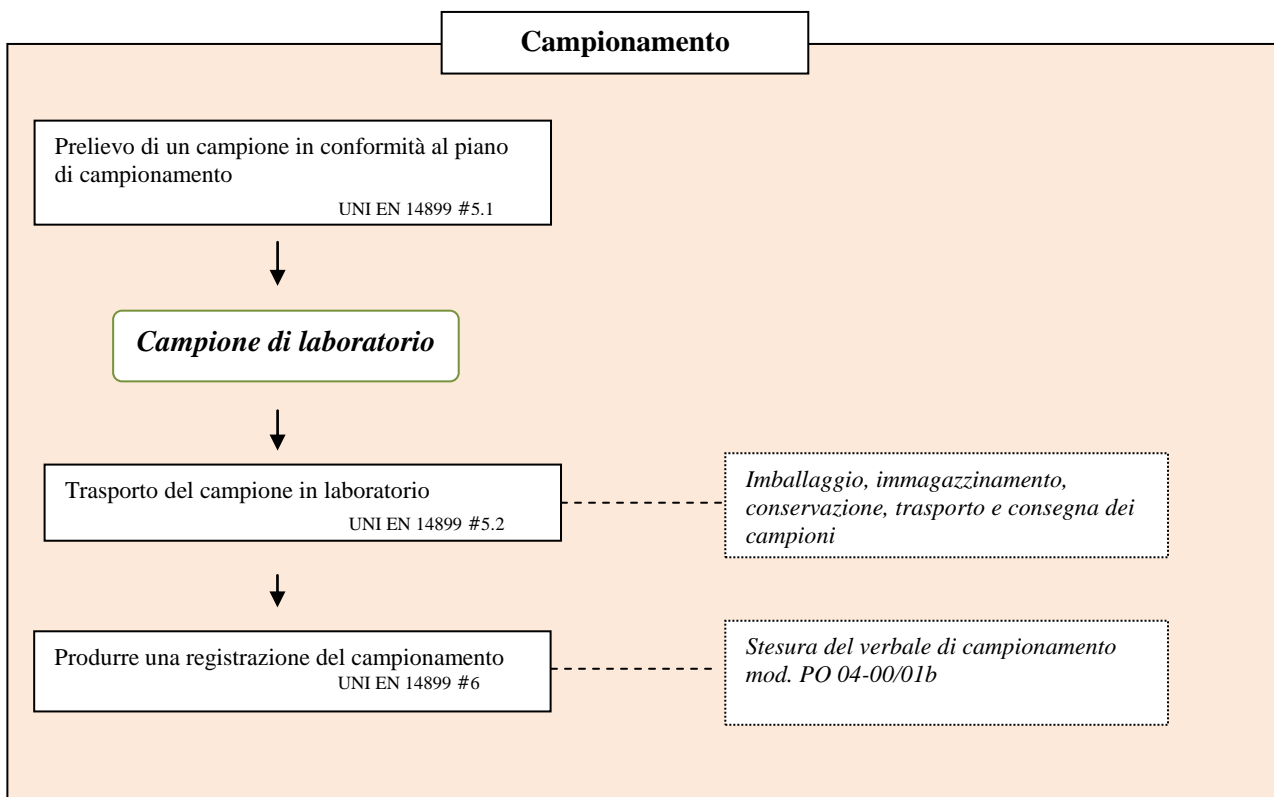 Campionamento
Prelievo di un campione in conformità al piano
di campionamento
UNI EN 14899 #5.1
Campione di laboratorio
Trasporto del campione in laboratorio
UNI EN 14899 #5.2
Imballaggio, immagazzinamento,
conservazione, trasporto e consegna dei
campioni
Produrre una registrazione del campionamento
UNI EN 14899 #6
Stesura del verbale di campionamento
mod. PO 04-00/01b